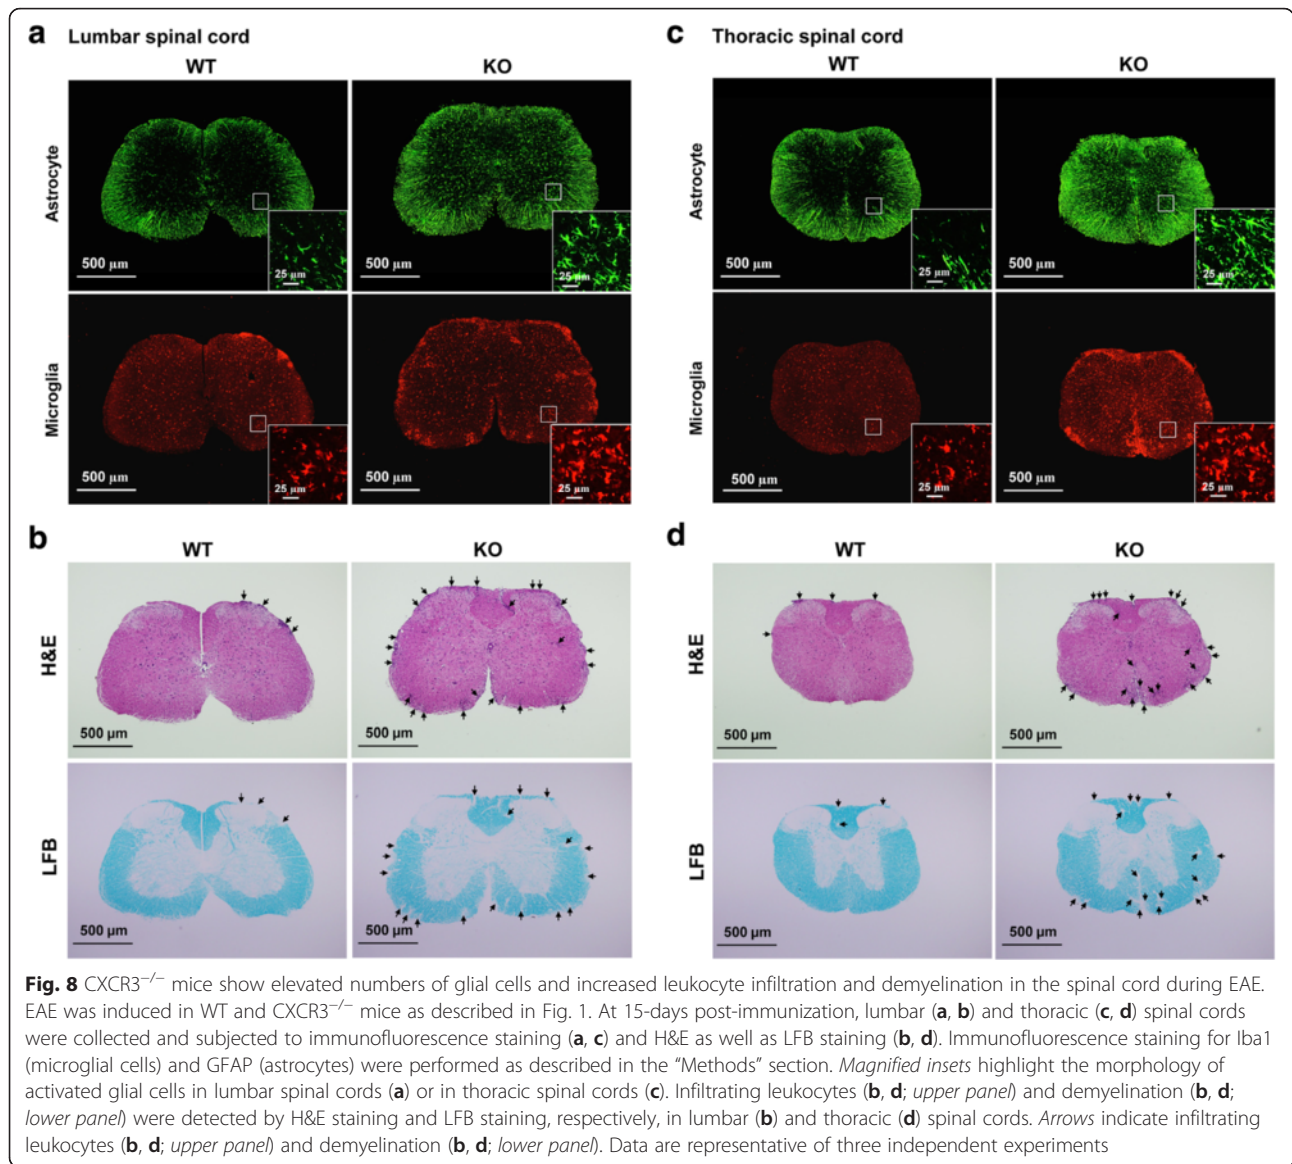 a Lumbar spinal cord
WT KO
Astrocyte
500 µm
25 µm
500 µm
25 µm
Microglia
500 µm
25 µm
500 µm
25 µm
c Thoracic spinal cord
WT KO
Astrocyte
500 µm
25 µm
500 µm
25 µm
Microglia
500 µm
25 µm
500 µm
25 µm
b
WT KO
H&E
500 µm
500 µm
LFB
500 µm
500 µm
d
WT KO
H&E
500 µm
500 µm
LFB
500 µm
500 µm
Fig. 8 CXCR3−/− mice show elevated numbers of glial cells and increased leukocyte infiltration and demyelination in the spinal cord during EAE.
EAE was induced in WT and CXCR3−/− mice as described in Fig. 1. At 15-days post-immunization, lumbar (a, b) and thoracic (c, d) spinal cords
were collected and subjected to immunofluorescence staining (a, c) and H&E as well as LFB staining (b, d). Immunofluorescence staining for Iba1
(microglial cells) and GFAP (astrocytes) were performed as described in the “Methods” section. Magnified insets highlight the morphology of
activated glial cells in lumbar spinal cords (a) or in thoracic spinal cords (c). Infiltrating leukocytes (b, d; upper panel) and demyelination (b, d;
lower panel) were detected by H&E staining and LFB staining, respectively, in lumbar (b) and thoracic (d) spinal cords. Arrows indicate infiltrating
leukocytes (b, d; upper panel) and demyelination (b, d; lower panel). Data are representative of three independent experiments